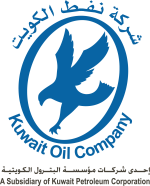 شركة نفط الكويت
Kuwait Oil Company
إحدى شركات مؤسسة البترول الكويتية
A Subsidiary of Kuwait Petroleum Corporation